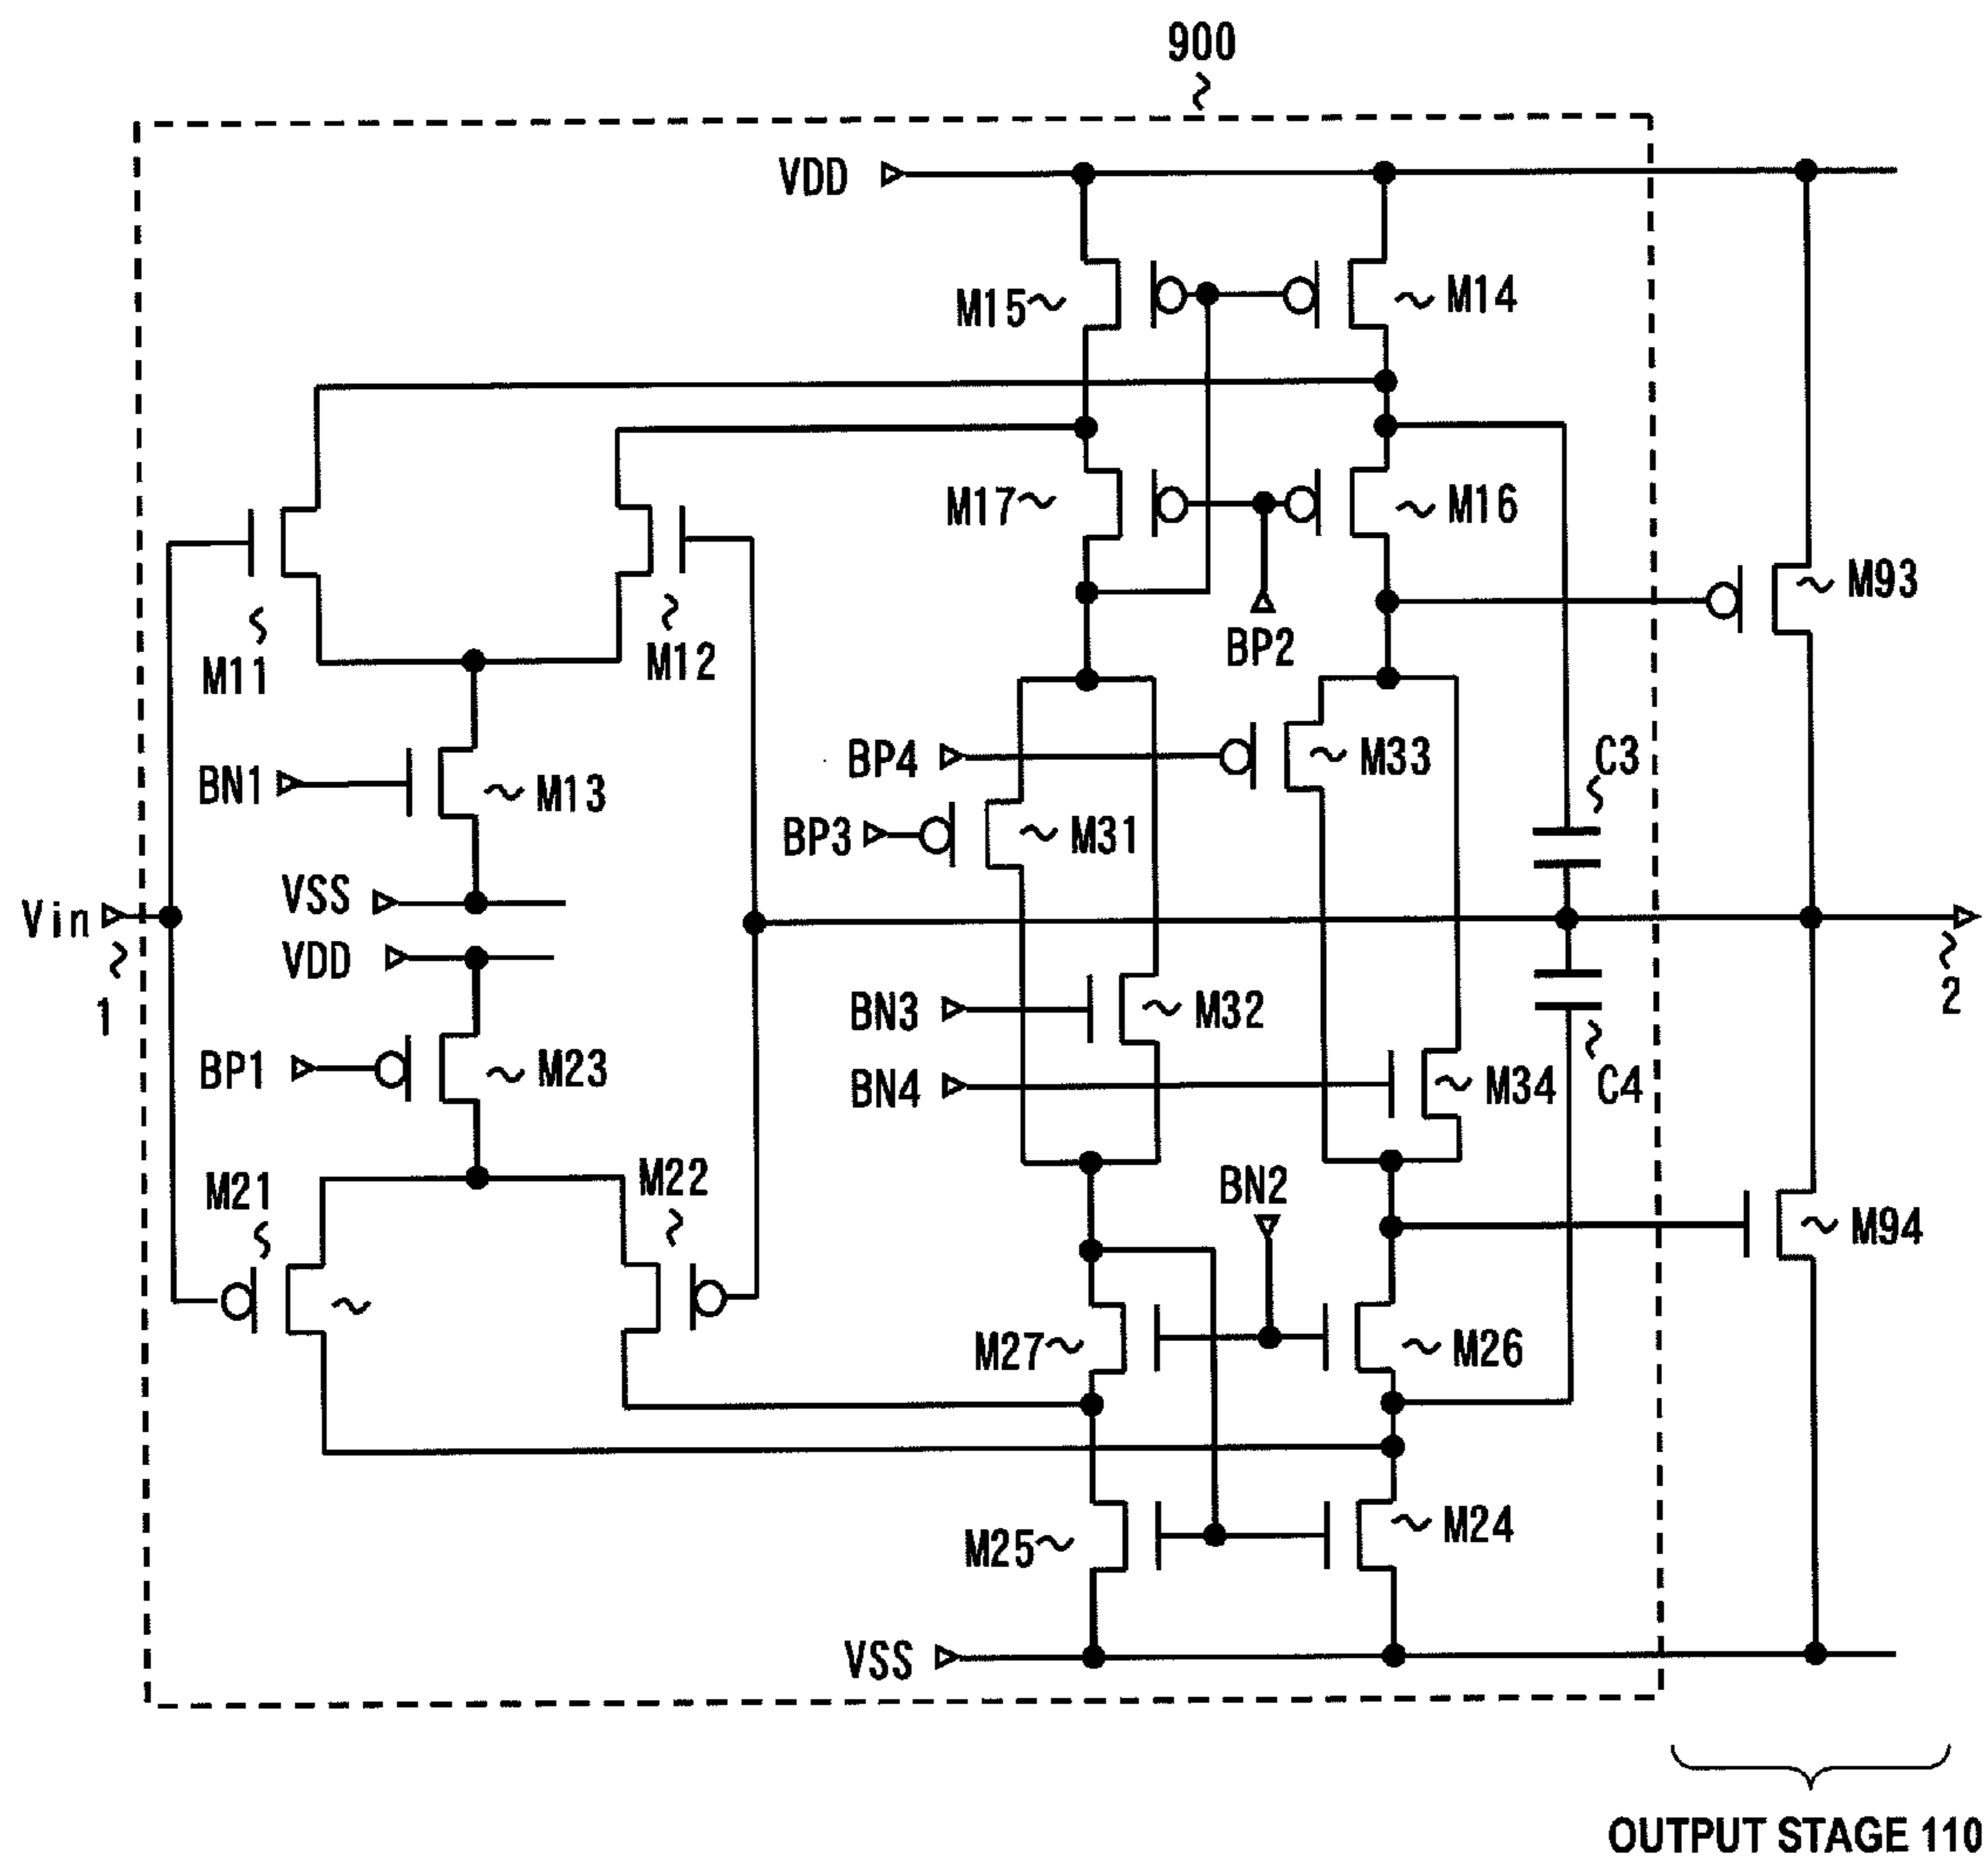 900
VDD
M15
M14
M17
M16
M93
M11
M12
BP2
BP4
M33
C3
BN1
M13
BP3
M31
Vin
VSS
VDD
1
2
BN3
M32
BP1
M23
BN4
M34
C4
M21
M22
BN2
M94
M27
M26
M25
M24
VSS
OUTPUT STAGE 110